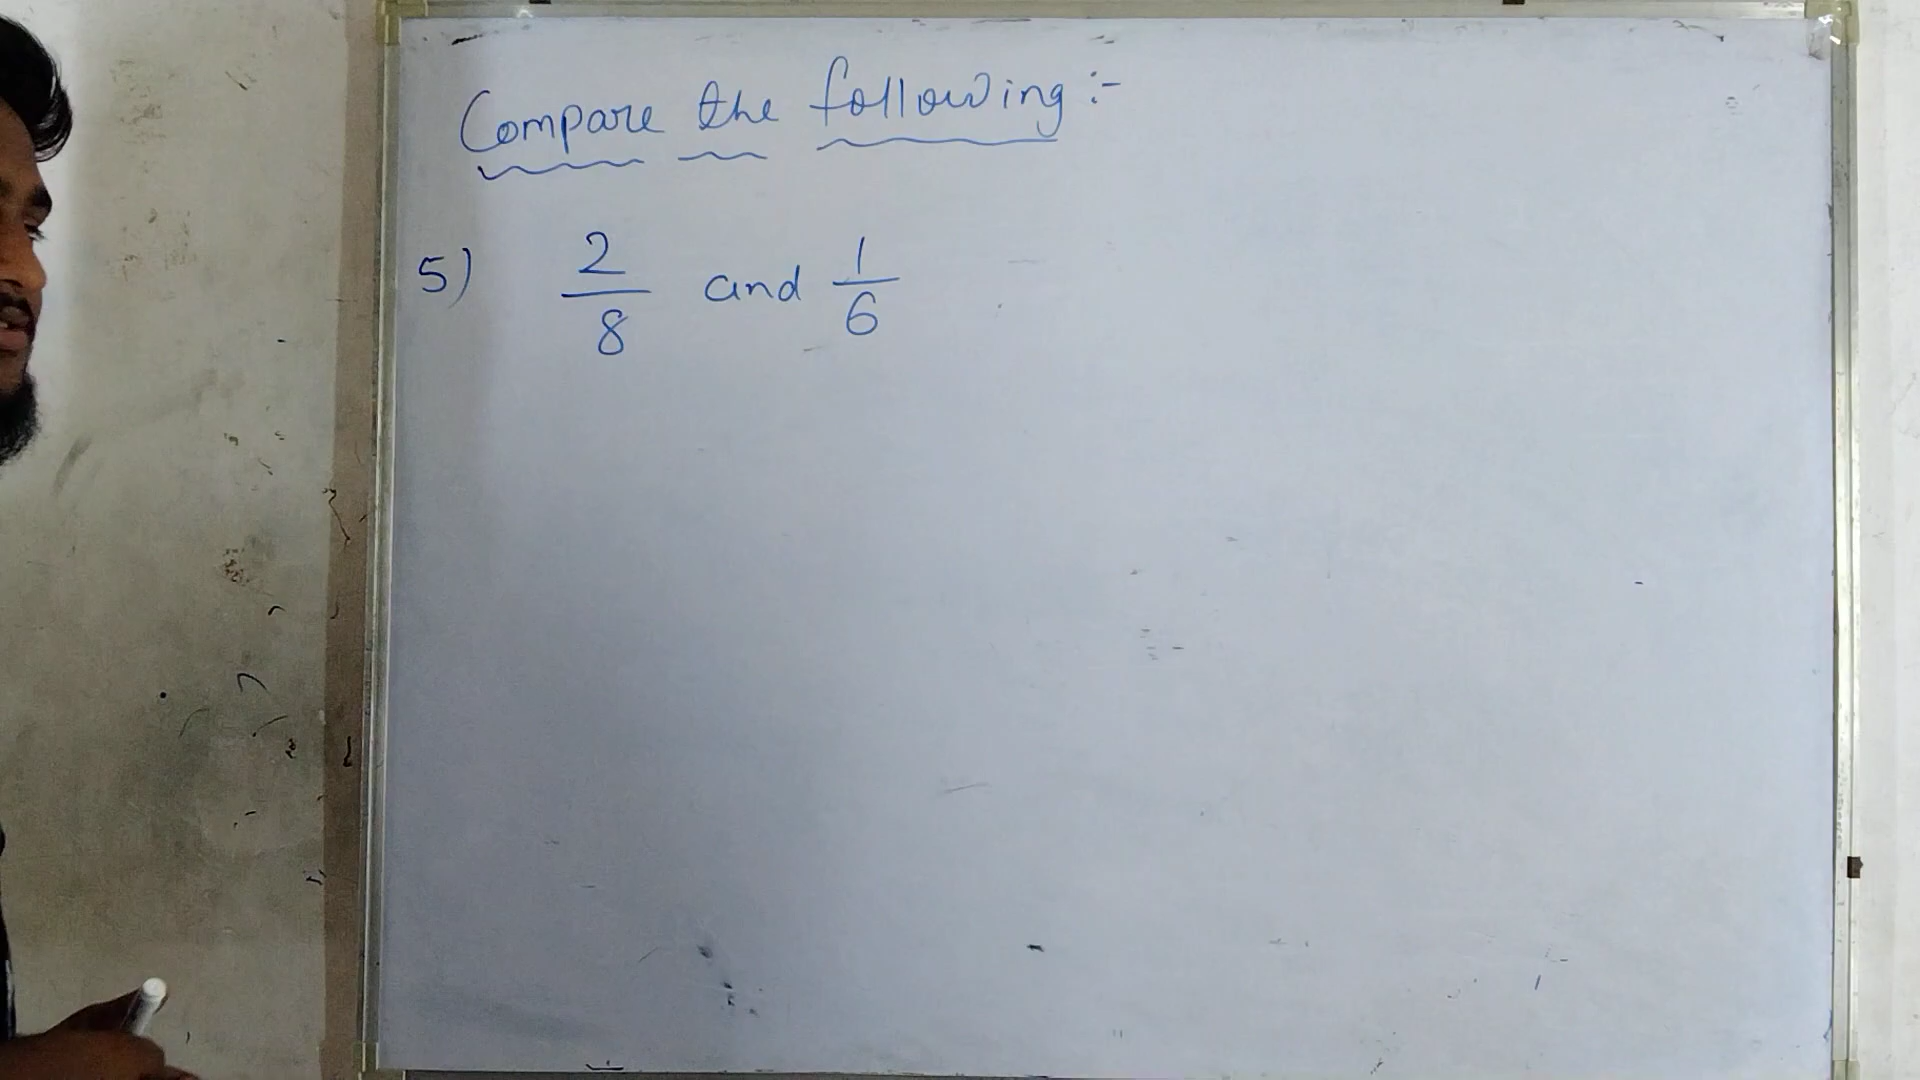 Compare the following :-
5) 2/8 and 1/6